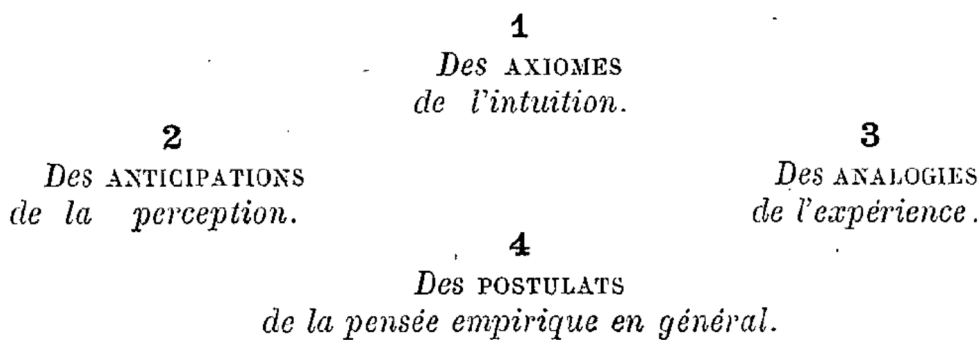 1
Des AXIOMES
de l'intuition.
2
Des ANTICIPATIONS
de la perception.
3
Des ANALOGIES
de l'expérience.
4
Des POSTULATS
de la pensée empirique en général.